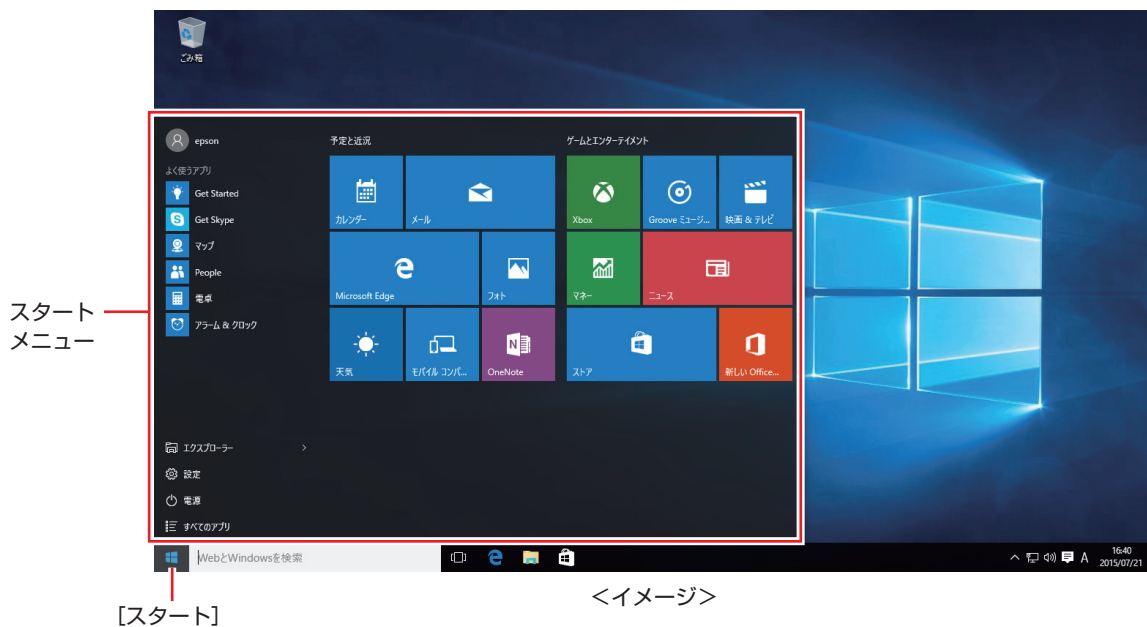 ごみ箱
epson
よく使うアプリ
Get Started
Get Skype
マップ
People
電卓
アラーム & クロック
エクスプローラー
設定
電源
すべてのアプリ
予定と近況
カレンダー
メール
Microsoft Edge
フォト
天気
モバイル コンパ...
OneNote
ゲームとエンターテイメント
Xbox
Groove ミュージ...
映画 & テレビ
マネー
ニュース
ストア
新しい Office...
スタート
メニュー
WebとWindowsを検索
A
16:40
2015/07/21
[スタート]
＜イメージ＞